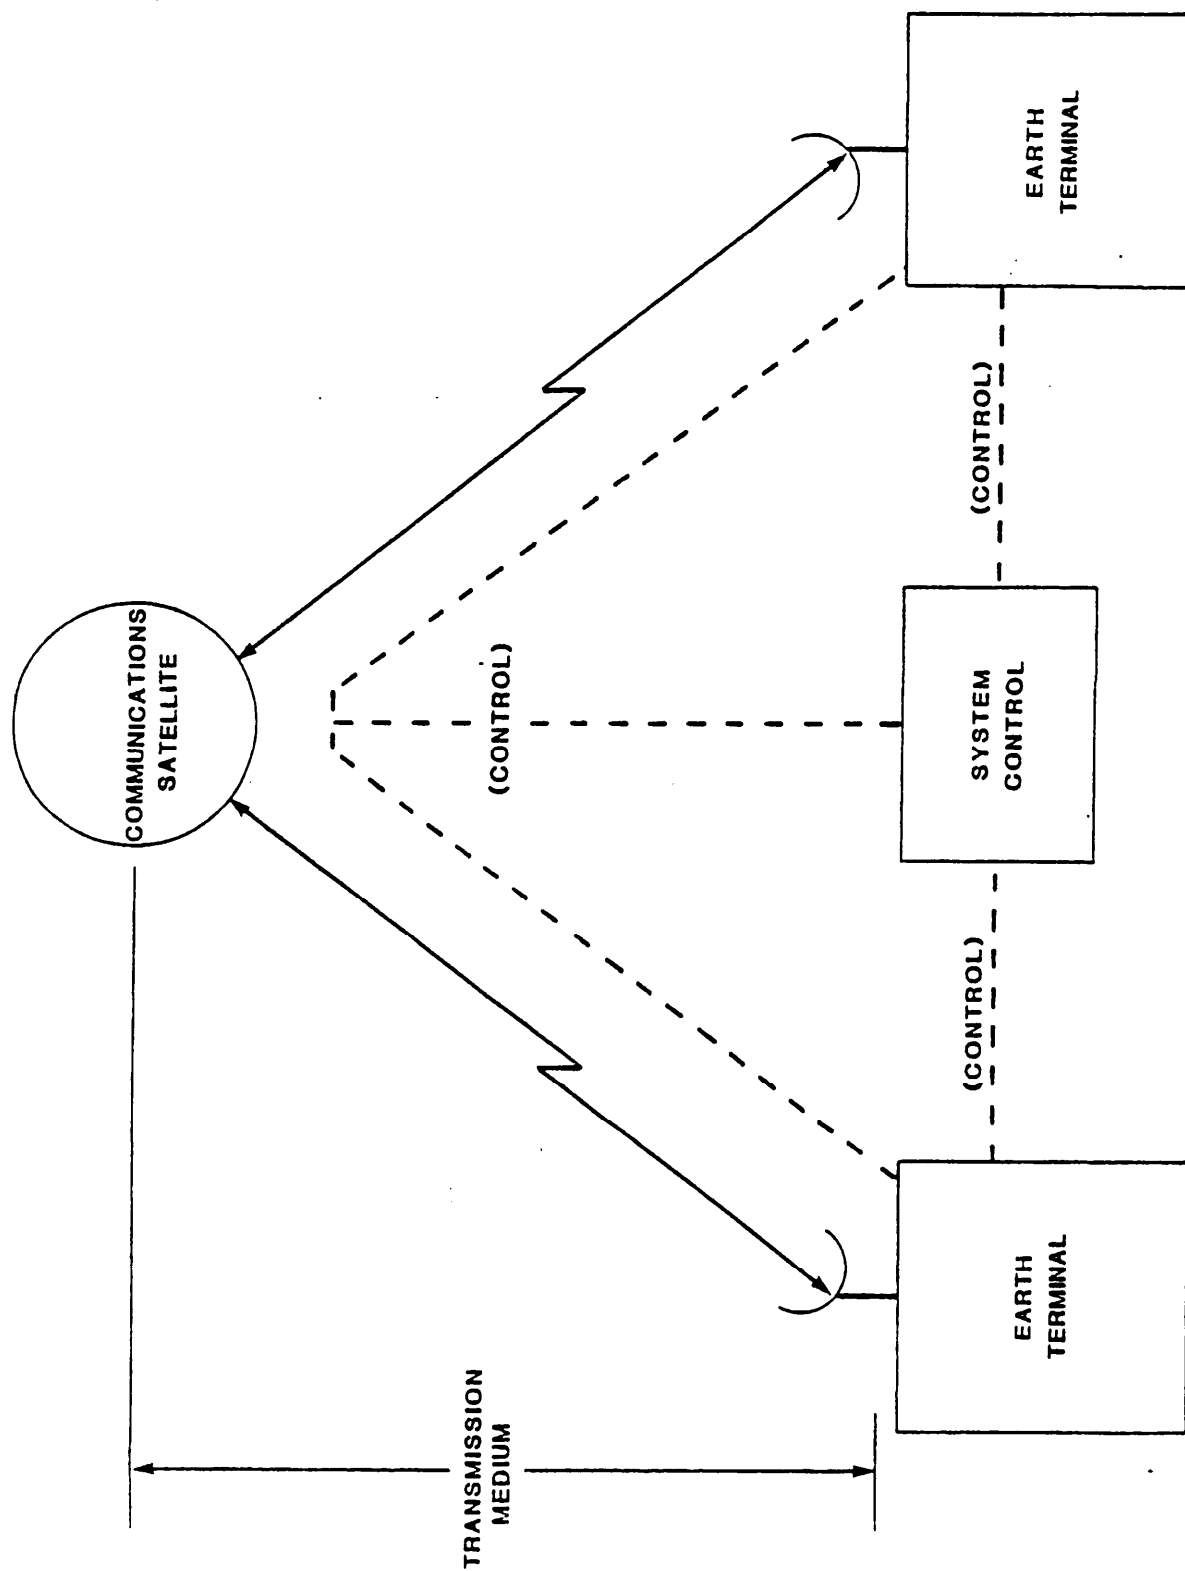 COMMUNICATIONS
SATELLITE
TRANSMISSION
MEDIUM
(CONTROL)
EARTH
TERMINAL
(CONTROL)
SYSTEM
CONTROL
(CONTROL)
EARTH
TERMINAL